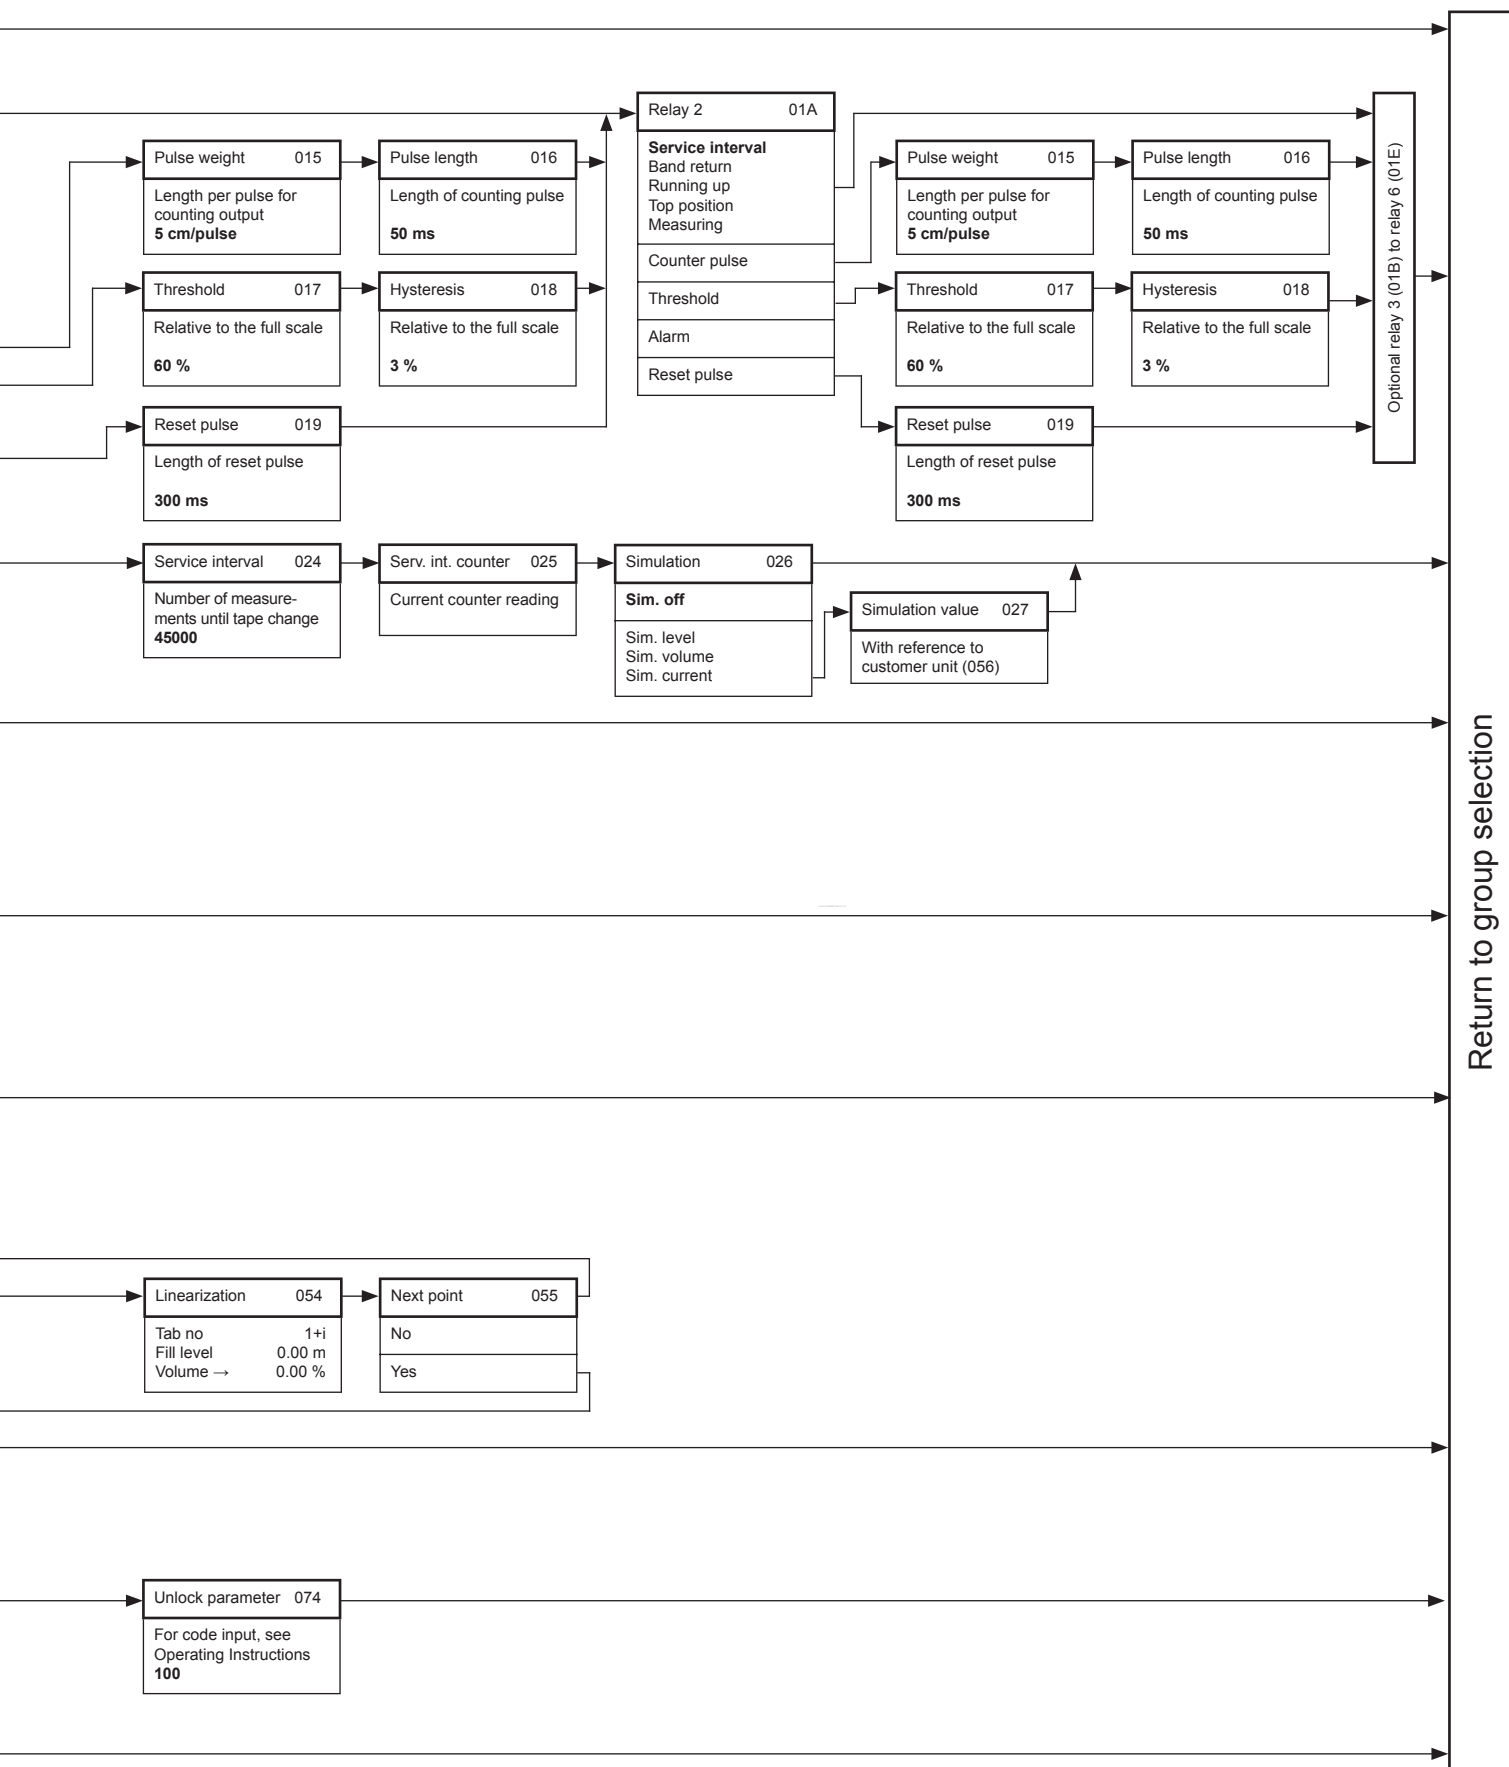 Relay 2 01A
Service interval
Band return
Running up
Top position
Measuring
Counter pulse
Threshold
Alarm
Reset pulse
Pulse weight 015
Length per pulse for
counting output
5 cm/pulse
Pulse length 016
Length of counting pulse
50 ms
Threshold 017
Relative to the full scale
60 %
Hysteresis 018
Relative to the full scale
3 %
Reset pulse 019
Length of reset pulse
300 ms
Pulse weight 015
Length per pulse for
counting output
5 cm/pulse
Pulse length 016
Length of counting pulse
50 ms
Threshold 017
Relative to the full scale
60 %
Hysteresis 018
Relative to the full scale
3 %
Reset pulse 019
Length of reset pulse
300 ms
Optional relay 3 (01B) to relay 6 (01E)
Service interval 024
Number of measure-
ments until tape change
45000
Serv. int. counter 025
Current counter reading
Simulation 026
Sim. off
Sim. level
Sim. volume
Sim. current
Simulation value 027
With reference to
customer unit (056)
Return to group selection
Linearization 054
Tab no 1+i
Fill level 0.00 m
Volume → 0.00 %
Next point 055
No
Yes
Unlock parameter 074
For code input, see
Operating Instructions
100